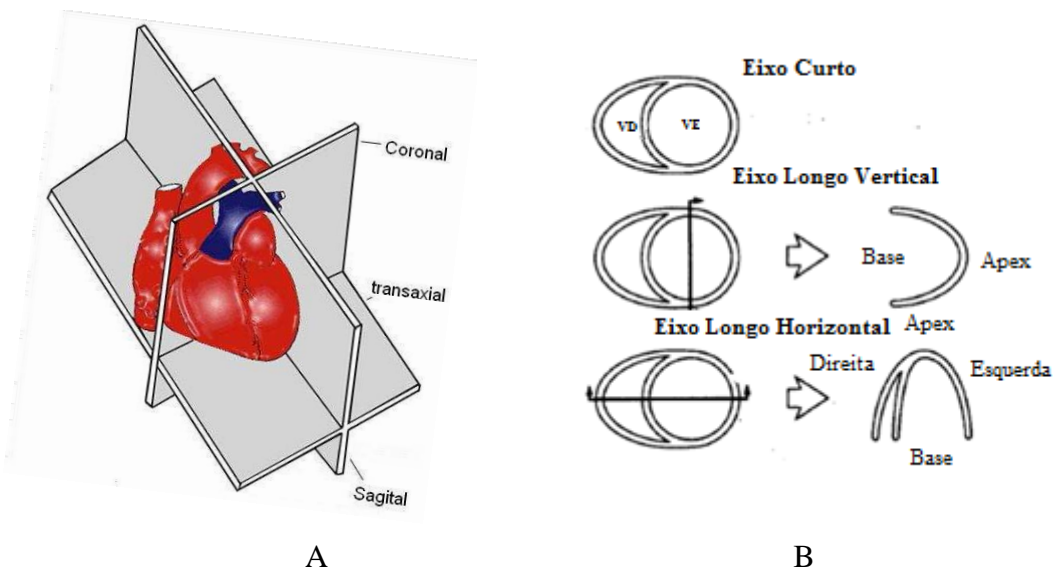 Coronal
transaxial
Sagital
A
Eixo Curto
VD
VE
Eixo Longo Vertical
Base
Apex
Eixo Longo Horizontal
Apex
Direita
Esquerda
Base
B